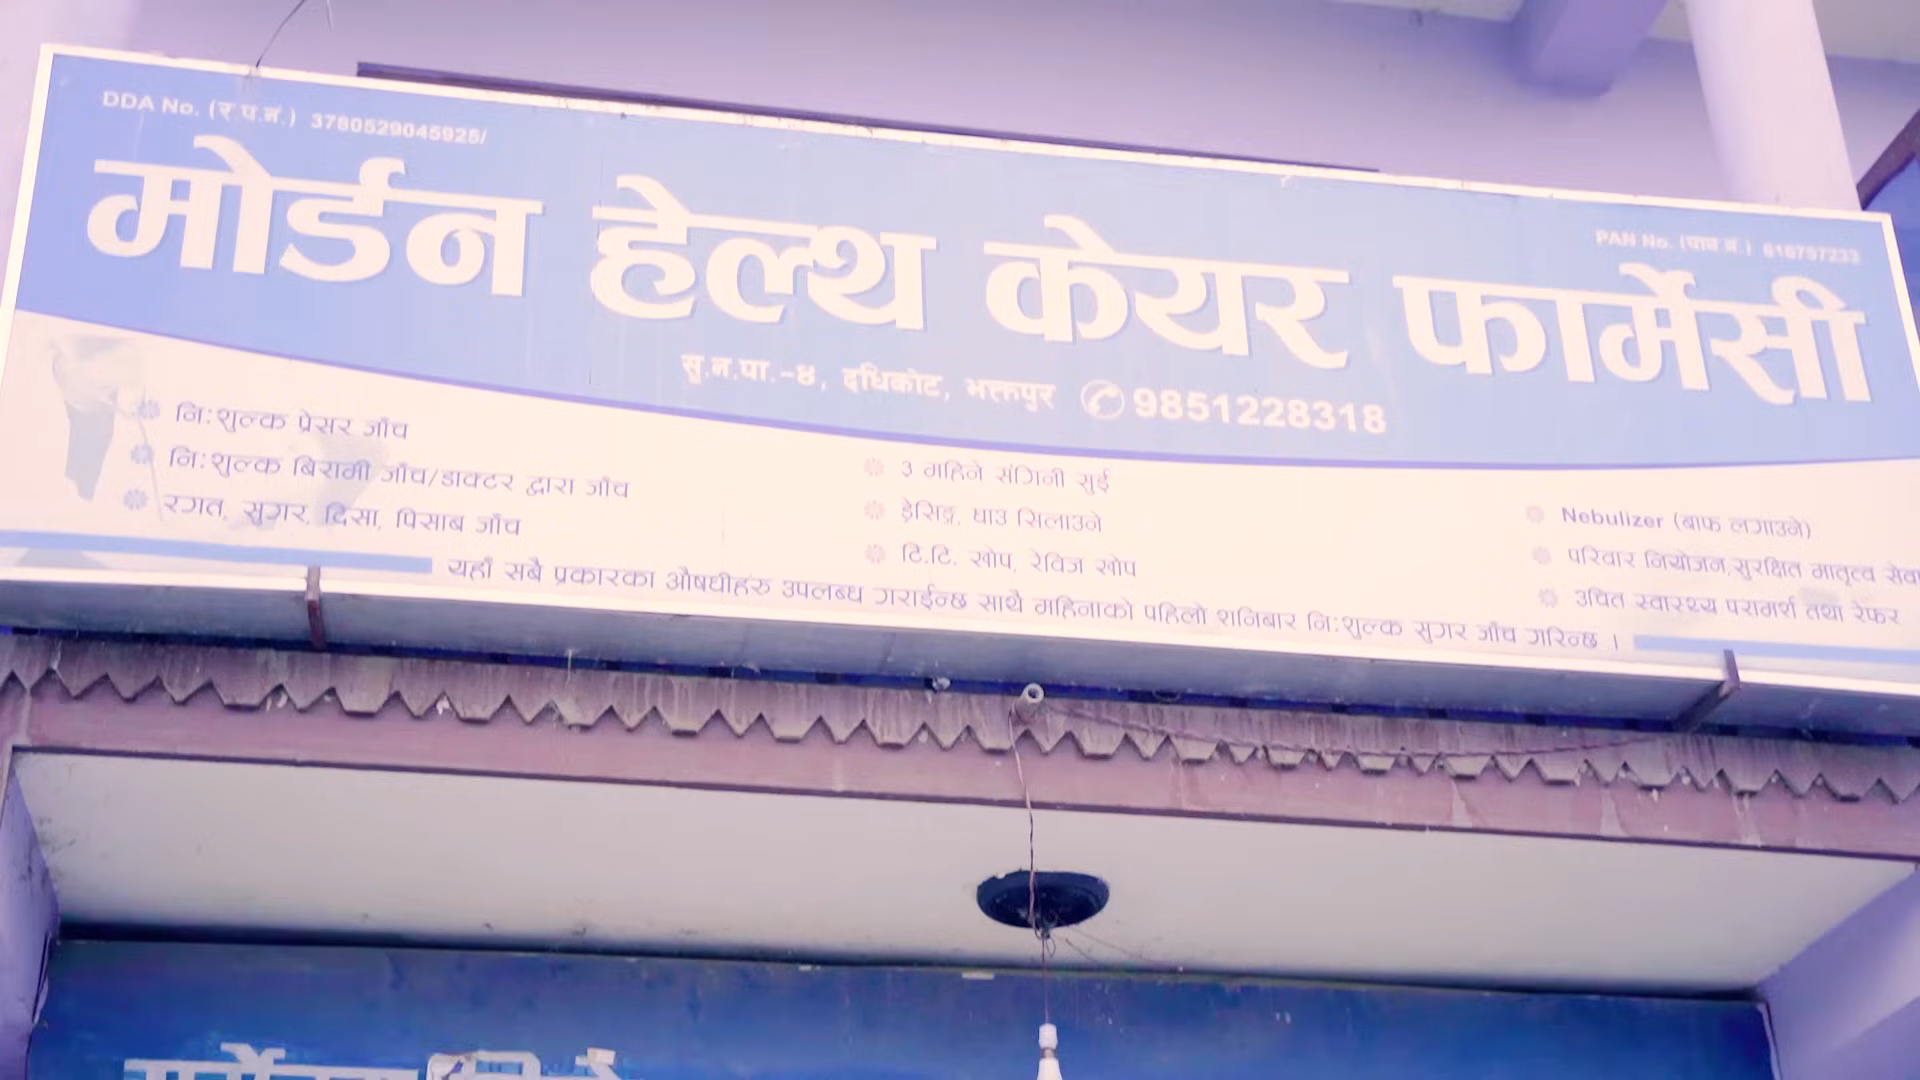 DDA No. (र.प.नं.) 3780529045925/
PAN No. (पान नं.) 616757233
मोर्डन हेल्थ केयर फार्मेसी
सु.न.पा.-४, दधिकोट, भक्तपुर 9851228318
नि:शुल्क प्रेसर जाँच
नि:शुल्क बिरामी जाँच/डाक्टर द्वारा जाँच
रगत, सुगर, दिसा, पिसाब जाँच
३ महिने संगिनी सुई
ड्रेसिङ्ग, घाउ सिलाउने
टि.टि. खोप, रेविज खोप
Nebulizer (बाफ लगाउने)
परिवार नियोजन,सुरक्षित मातृत्व सेवा
उचित स्वास्थ्य परामर्श तथा रेफर
यहाँ सबै प्रकारका औषधीहरु उपलब्ध गराईन्छ साथै महिनाको पहिलो शनिबार नि:शुल्क सुगर जाँच गरिन्छ ।